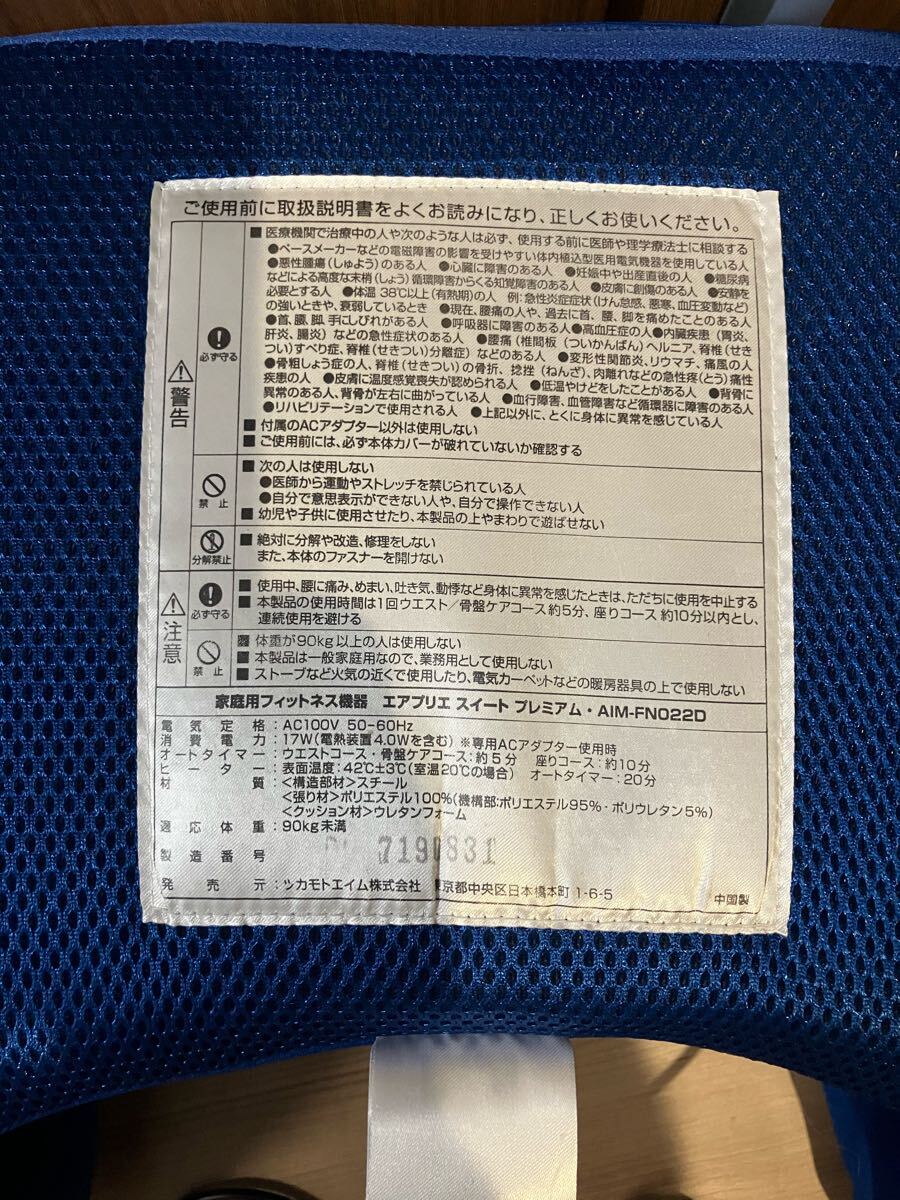 ご使用前に取扱説明書をよくお読みになり、正しくお使いください。
警告
必ず守る
■ 医療機関で治療中の人や次のような人は必ず、使用する前に医師や理学療法士に相談する
●ペースメーカーなどの電磁障害の影響を受けやすい体内植込型医用電気機器を使用している人
●悪性腫瘍(しゅよう)のある人 ●心臓に障害のある人 ●妊娠中や出産直後の人 ●糖尿病
などによる高度な末梢(しょう)循環障害からくる知覚障害のある人 ●皮膚に創傷のある人 ●安静を
必要とする人 ●体温 38℃以上(有熱期)の人 例:急性炎症症状(けん怠感、悪寒、血圧変動など)
の強いときや、衰弱しているとき ●現在、腰痛の人や、過去に首、腰、脚を痛めたことのある人
●首、腰、脚、手にしびれがある人 ●呼吸器に障害のある人●高血圧症の人●内臓疾患(胃炎、
肝炎、腸炎)などの急性症状のある人 ●腰痛(椎間板(ついかんばん)ヘルニア、脊椎(せき
つい)すべり症、脊椎(せきつい)分離症)などのある人 ●変形性関節炎、リウマチ、痛風の人
●骨粗しょう症の人、脊椎(せきつい)の骨折、捻挫(ねんざ)、肉離れなどの急性疼(とう)痛性
疾患の人 ●皮膚に温度感覚喪失が認められる人 ●低温やけどをしたことがある人 ●背骨に
異常のある人、背骨が左右に曲がっている人 ●血行障害、血管障害など循環器に障害のある人
●リハビリテーションで使用される人 ●上記以外に、とくに身体に異常を感じている人
■ 付属のACアダプター以外は使用しない
■ ご使用前には、必ず本体カバーが破れていないか確認する
禁止
■ 次の人は使用しない
●医師から運動やストレッチを禁じられている人
●自分で意思表示ができない人や、自分で操作できない人
■ 幼児や子供に使用させたり、本製品の上やまわりで遊ばせない
分解禁止
■ 絶対に分解や改造、修理をしない
また、本体のファスナーを開けない
注意
必ず守る
■ 使用中、腰に痛み、めまい、吐き気、動悸など身体に異常を感じたときは、ただちに使用を中止する
■ 本製品の使用時間は1回ウエスト/骨盤ケアコース 約5分、座りコース 約10分以内とし、
連続使用を避ける
禁止
■ 体重が90kg以上の人は使用しない
■ 本製品は一般家庭用なので、業務用として使用しない
■ ストーブなど火気の近くで使用したり、電気カーペットなどの暖房器具の上で使用しない
家庭用フィットネス機器 エアプリエ スイート プレミアム・AIM-FN022D
電気定格:AC100V 50-60Hz
消費電力:17W(電熱装置4.0Wを含む)※専用ACアダプター使用時
オートタイマー:ウエストコース・骨盤ケアコース:約5分 座りコース:約10分
ヒーター:表面温度:42℃±3℃(室温20℃の場合) オートタイマー:20分
材質:<構造部材>スチール
<張り材>ポリエステル100%(機構部:ポリエステル95%・ポリウレタン5%)
<クッション材>ウレタンフォーム
適応体重:90kg未満
製造番号 7190831
発売元:ツカモトエイム株式会社 京都中央区日本橋本町1-6-5
中国製